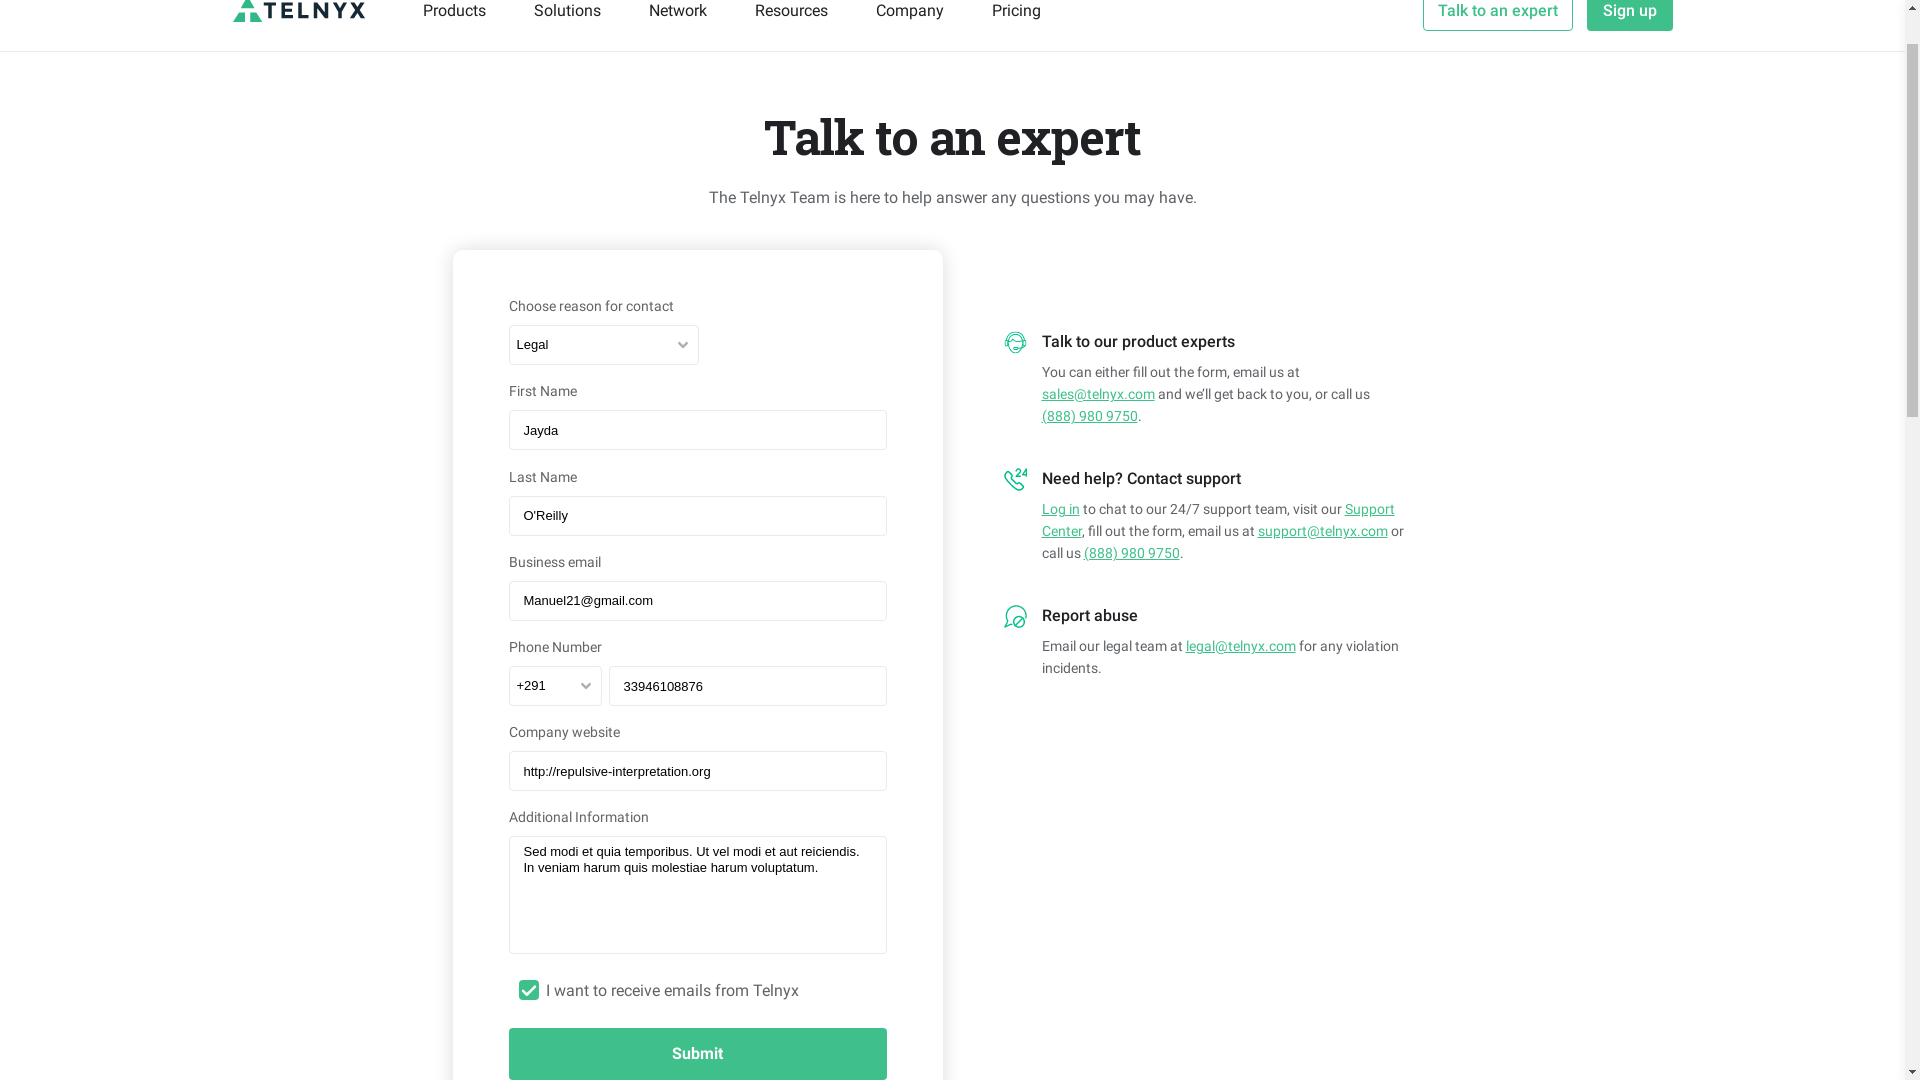 TELNYX
Products
Solutions
Network
Resources
Company
Pricing
Talk to an expert
Sign up
Talk to an expert
The Telnyx Team is here to help answer any questions you may have.
Choose reason for contact
Legal
First Name
Jayda
Last Name
O'Reilly
Business email
Manuel21@gmail.com
Phone Number
+291
33946108876
Company website
http://repulsive-interpretation.org
Additional Information
Sed modi et quia temporibus. Ut vel modi et aut reiciendis.
In veniam harum quis molestiae harum voluptatum.
I want to receive emails from Telnyx
Submit
Talk to our product experts
You can either fill out the form, email us at
sales@telnyx.com and we’ll get back to you, or call us
(888) 980 9750.
24
Need help? Contact support
Log in to chat to our 24/7 support team, visit our Support
Center, fill out the form, email us at support@telnyx.com or
call us (888) 980 9750.
Report abuse
Email our legal team at legal@telnyx.com for any violation
incidents.